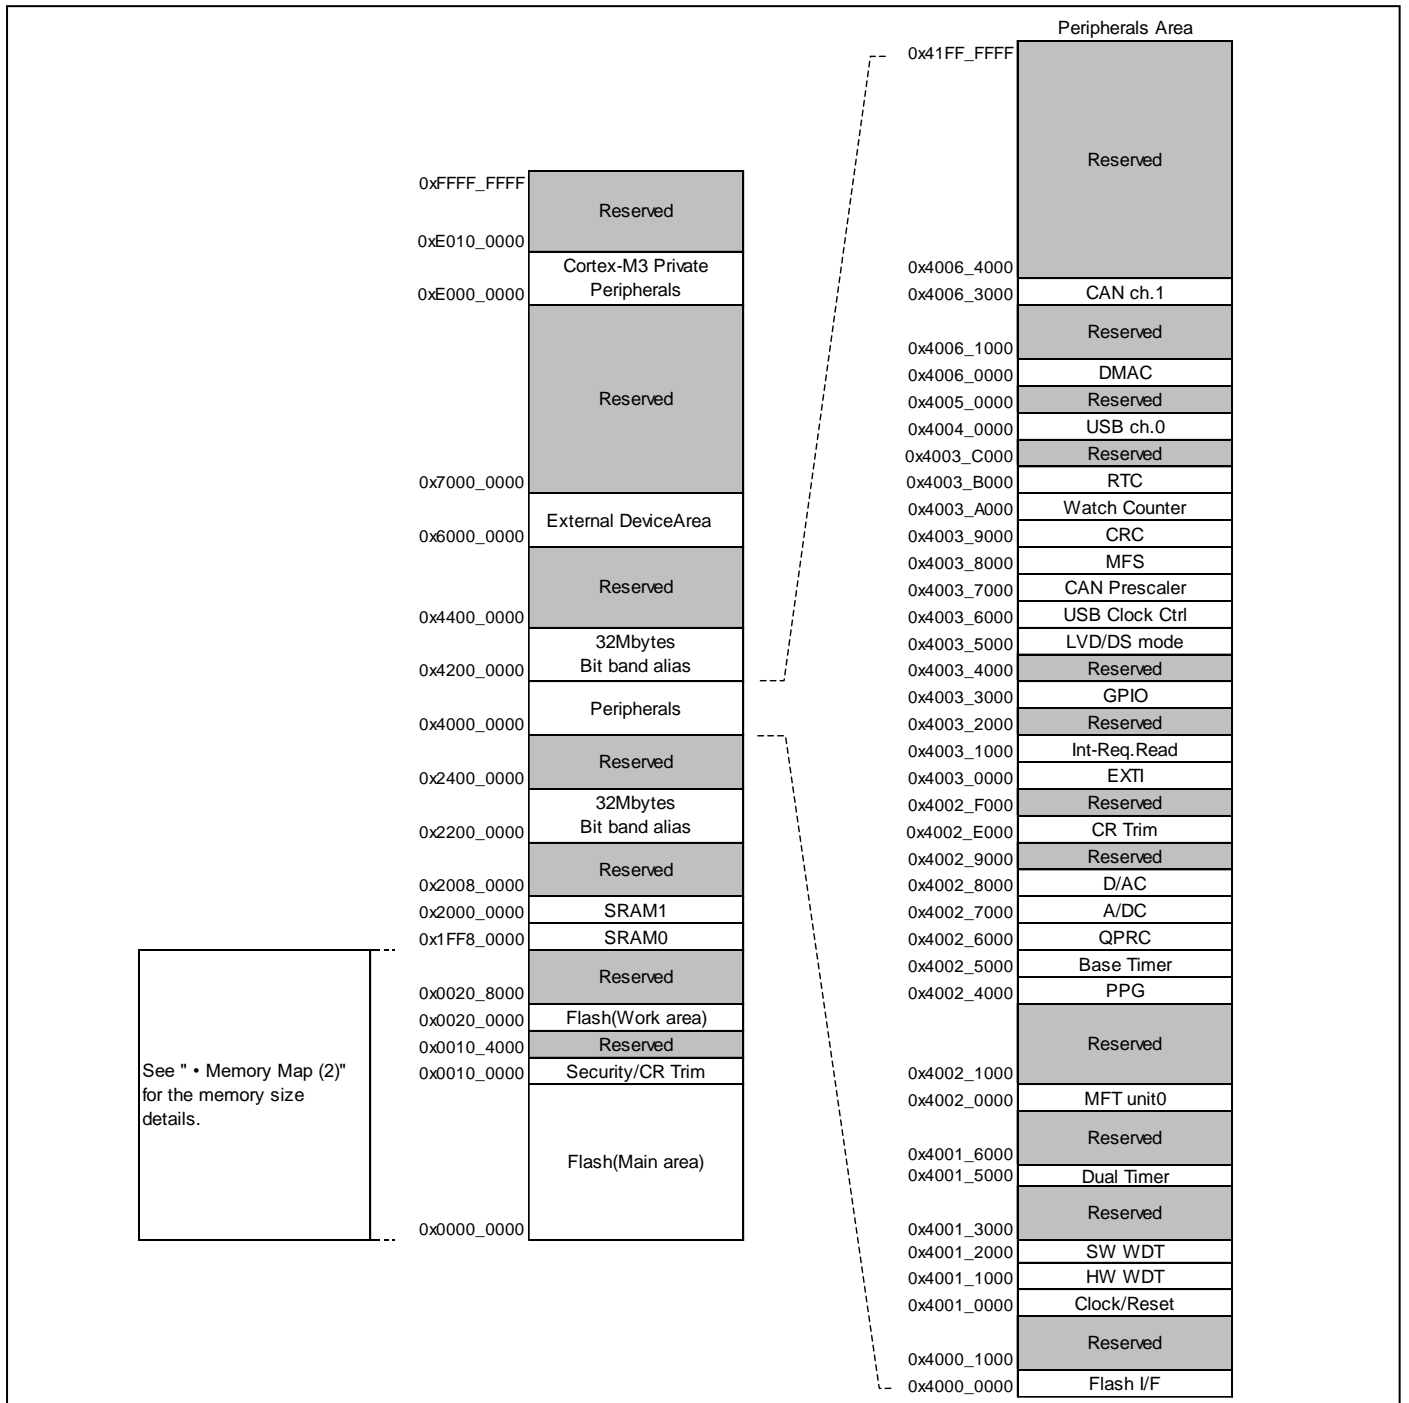 0xFFFF_FFFF
Reserved
0xE010_0000
Cortex-M3 Private
Peripherals
0xE000_0000
Reserved
0x7000_0000
External DeviceArea
0x6000_0000
Reserved
0x4400_0000
32Mbytes
Bit band alias
0x4200_0000
Peripherals
0x4000_0000
Reserved
0x2400_0000
32Mbytes
Bit band alias
0x2200_0000
Reserved
0x2008_0000
0x2000_0000 SRAM1
0x1FF8_0000 SRAM0
Reserved
0x0020_8000
0x0020_0000 Flash(Work area)
0x0010_4000 Reserved
0x0010_0000 Security/CR Trim
Flash(Main area)
0x0000_0000
See " • Memory Map (2)"
for the memory size
details.
Peripherals Area
0x41FF_FFFF
Reserved
0x4006_4000
0x4006_3000 CAN ch.1
Reserved
0x4006_1000
0x4006_0000 DMAC
0x4005_0000 Reserved
0x4004_0000 USB ch.0
0x4003_C000 Reserved
0x4003_B000 RTC
0x4003_A000 Watch Counter
0x4003_9000 CRC
0x4003_8000 MFS
0x4003_7000 CAN Prescaler
0x4003_6000 USB Clock Ctrl
0x4003_5000 LVD/DS mode
0x4003_4000 Reserved
0x4003_3000 GPIO
0x4003_2000 Reserved
0x4003_1000 Int-Req.Read
0x4003_0000 EXTI
0x4002_F000 Reserved
0x4002_E000 CR Trim
0x4002_9000 Reserved
0x4002_8000 D/AC
0x4002_7000 A/DC
0x4002_6000 QPRC
0x4002_5000 Base Timer
0x4002_4000 PPG
Reserved
0x4002_1000
0x4002_0000 MFT unit0
Reserved
0x4001_6000
0x4001_5000 Dual Timer
Reserved
0x4001_3000
0x4001_2000 SW WDT
0x4001_1000 HW WDT
0x4001_0000 Clock/Reset
Reserved
0x4000_1000
0x4000_0000 Flash I/F